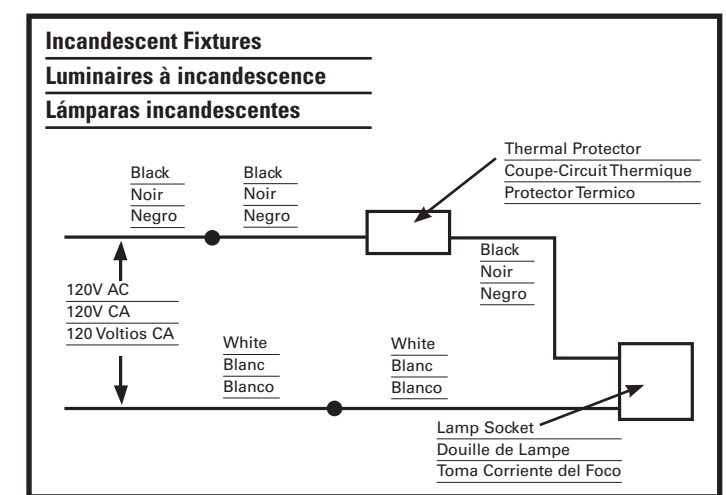 Incandescent Fixtures
Luminaires à incandescence
Lámparas incandescentes
Thermal Protector
Coupe-Circuit Thermique
Protector Termico
Black
Noir
Negro
Black
Noir
Negro
Black
Noir
Negro
120V AC
120V CA
120 Voltios CA
White
Blanc
Blanco
White
Blanc
Blanco
Lamp Socket
Douille de Lampe
Toma Corriente del Foco